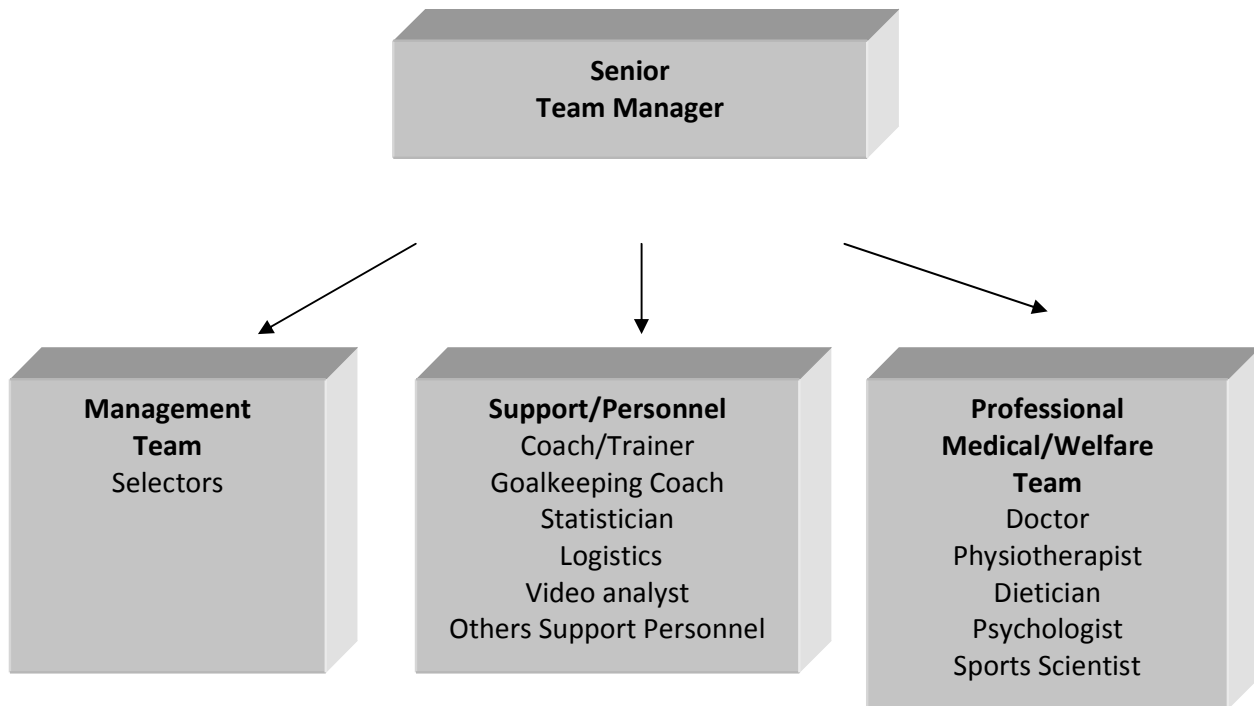 Senior
Team Manager
Management
Team
Selectors
Support/Personnel
Coach/Trainer
Goalkeeping Coach
Statistician
Logistics
Video analyst
Others Support Personnel
Professional
Medical/Welfare
Team
Doctor
Physiotherapist
Dietician
Psychologist
Sports Scientist